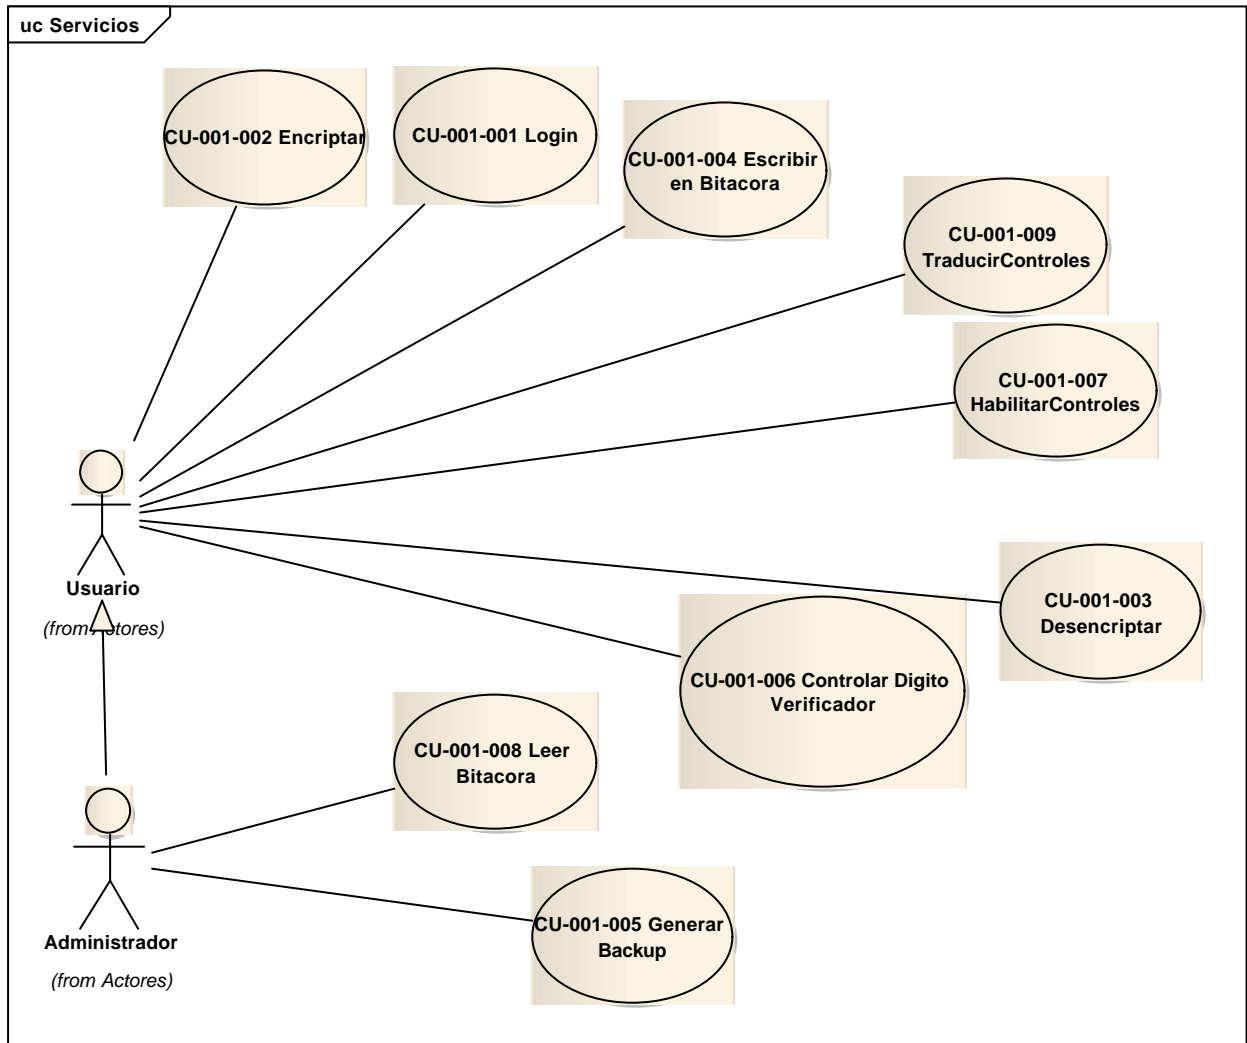 uc Servicios
CU-001-002 Encriptar
CU-001-001 Login
CU-001-004 Escribir
en Bitacora
CU-001-009
TraducirControles
CU-001-007
HabilitarControles
Usuario
(from Actores)
CU-001-003
Desencriptar
CU-001-006 Controlar Digito
Verificador
CU-001-008 Leer
Bitacora
CU-001-005 Generar
Backup
Administrador
(from Actores)